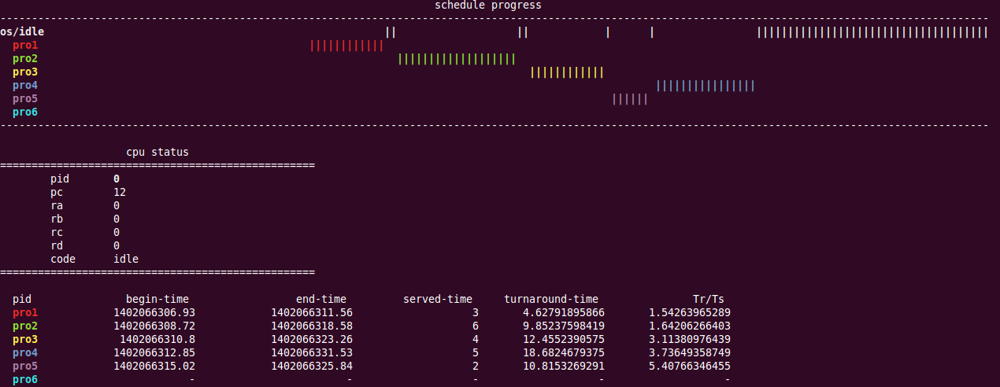 schedule progress
-------------------------------------------------------------------------------------------------------------------------------------------------------------
os/idle || || | | |||||||||||||||||||||||||||||||||||||
pro1 ||||||||||||
pro2 |||||||||||||||||||
pro3 ||||||||||||
pro4 ||||||||||||||||
pro5 ||||||
pro6
-------------------------------------------------------------------------------------------------------------------------------------------------------------
cpu status
==================================================
pid 0
pc 12
ra 0
rb 0
rc 0
rd 0
code idle
==================================================
pid begin-time end-time served-time turnaround-time Tr/Ts
pro1 1402066306.93 1402066311.56 3 4.62791895866 1.54263965289
pro2 1402066308.72 1402066318.58 6 9.85237598419 1.64206266403
pro3 1402066310.8 1402066323.26 4 12.4552390575 3.11380976439
pro4 1402066312.85 1402066331.53 5 18.6824679375 3.73649358749
pro5 1402066315.02 1402066325.84 2 10.8153269291 5.40766346455
pro6 - - - - -